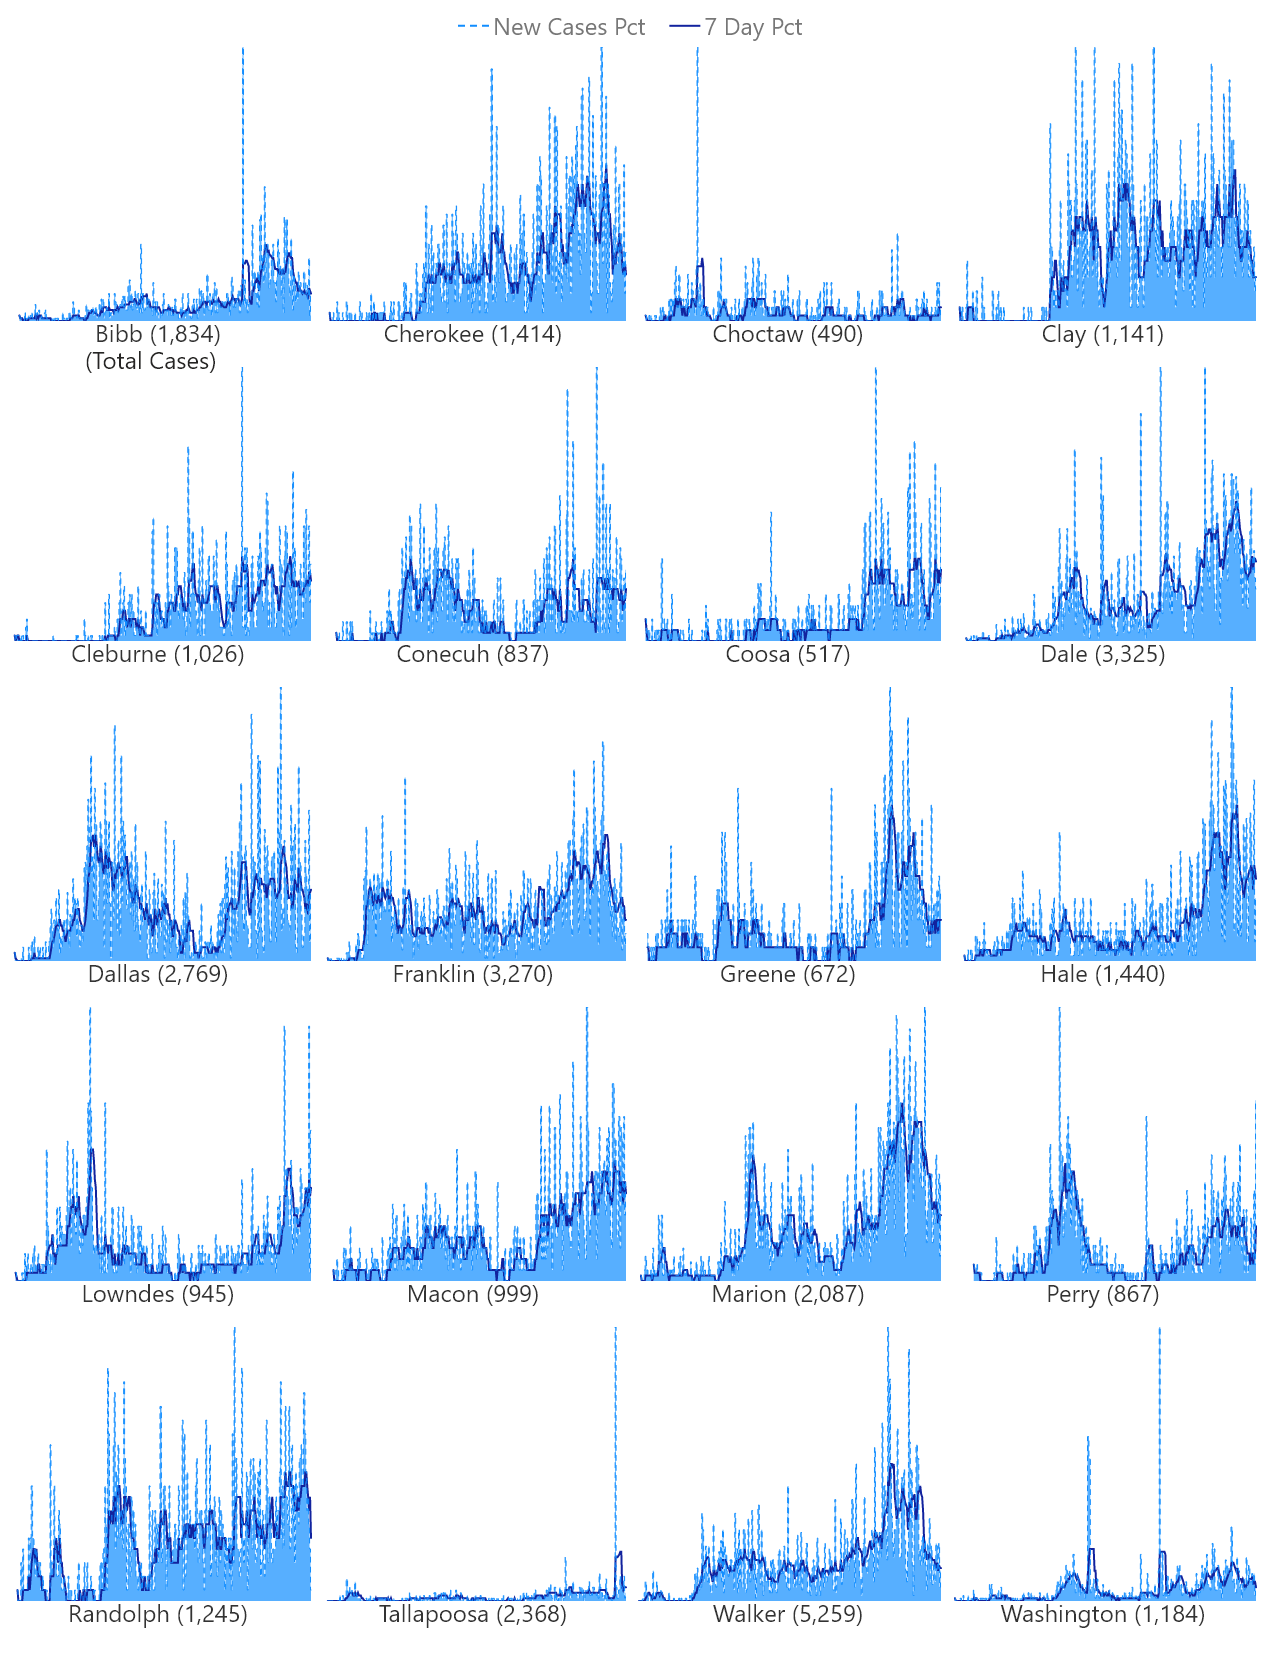 New Cases Pct 7 Day Pct
Bibb (1,834) Cherokee (1,414) Choctaw (490) Clay (1,141)
(Total Cases)
Cleburne (1,026) Conecuh (837) Coosa (517) Dale (3,325)
Dallas (2,769) Franklin (3,270) Greene (672) Hale (1,440)
Lowndes (945) Macon (999) Marion (2,087) Perry (867)
Randolph (1,245) Tallapoosa (2,368) Walker (5,259) Washington (1,184)